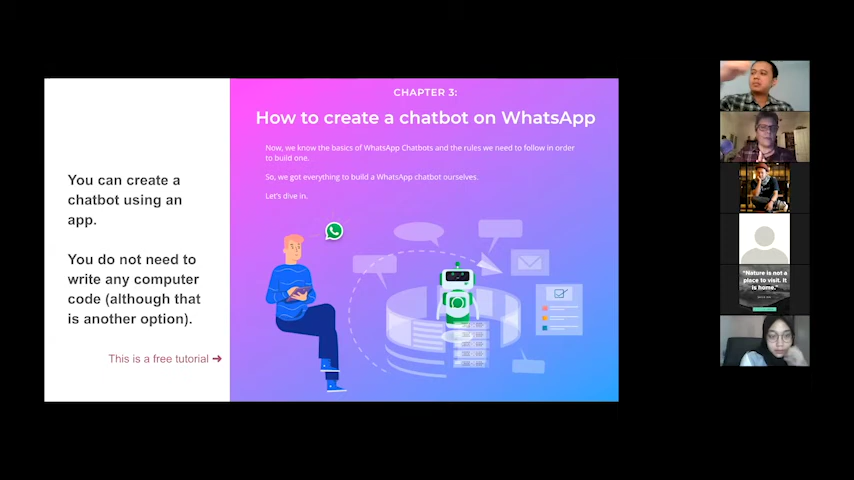 You can create a
chatbot using an
app.
You do not need to
write any computer
code (although that
is another option).
This is a free tutorial ➔
CHAPTER 3:
How to create a chatbot on WhatsApp
Now, we know the basics of WhatsApp Chatbots and the rules we need to follow in order
to build one.
So, we got everything to build a WhatsApp chatbot ourselves.
Let's dive in.
"Nature is not a
place to visit. It
is home."